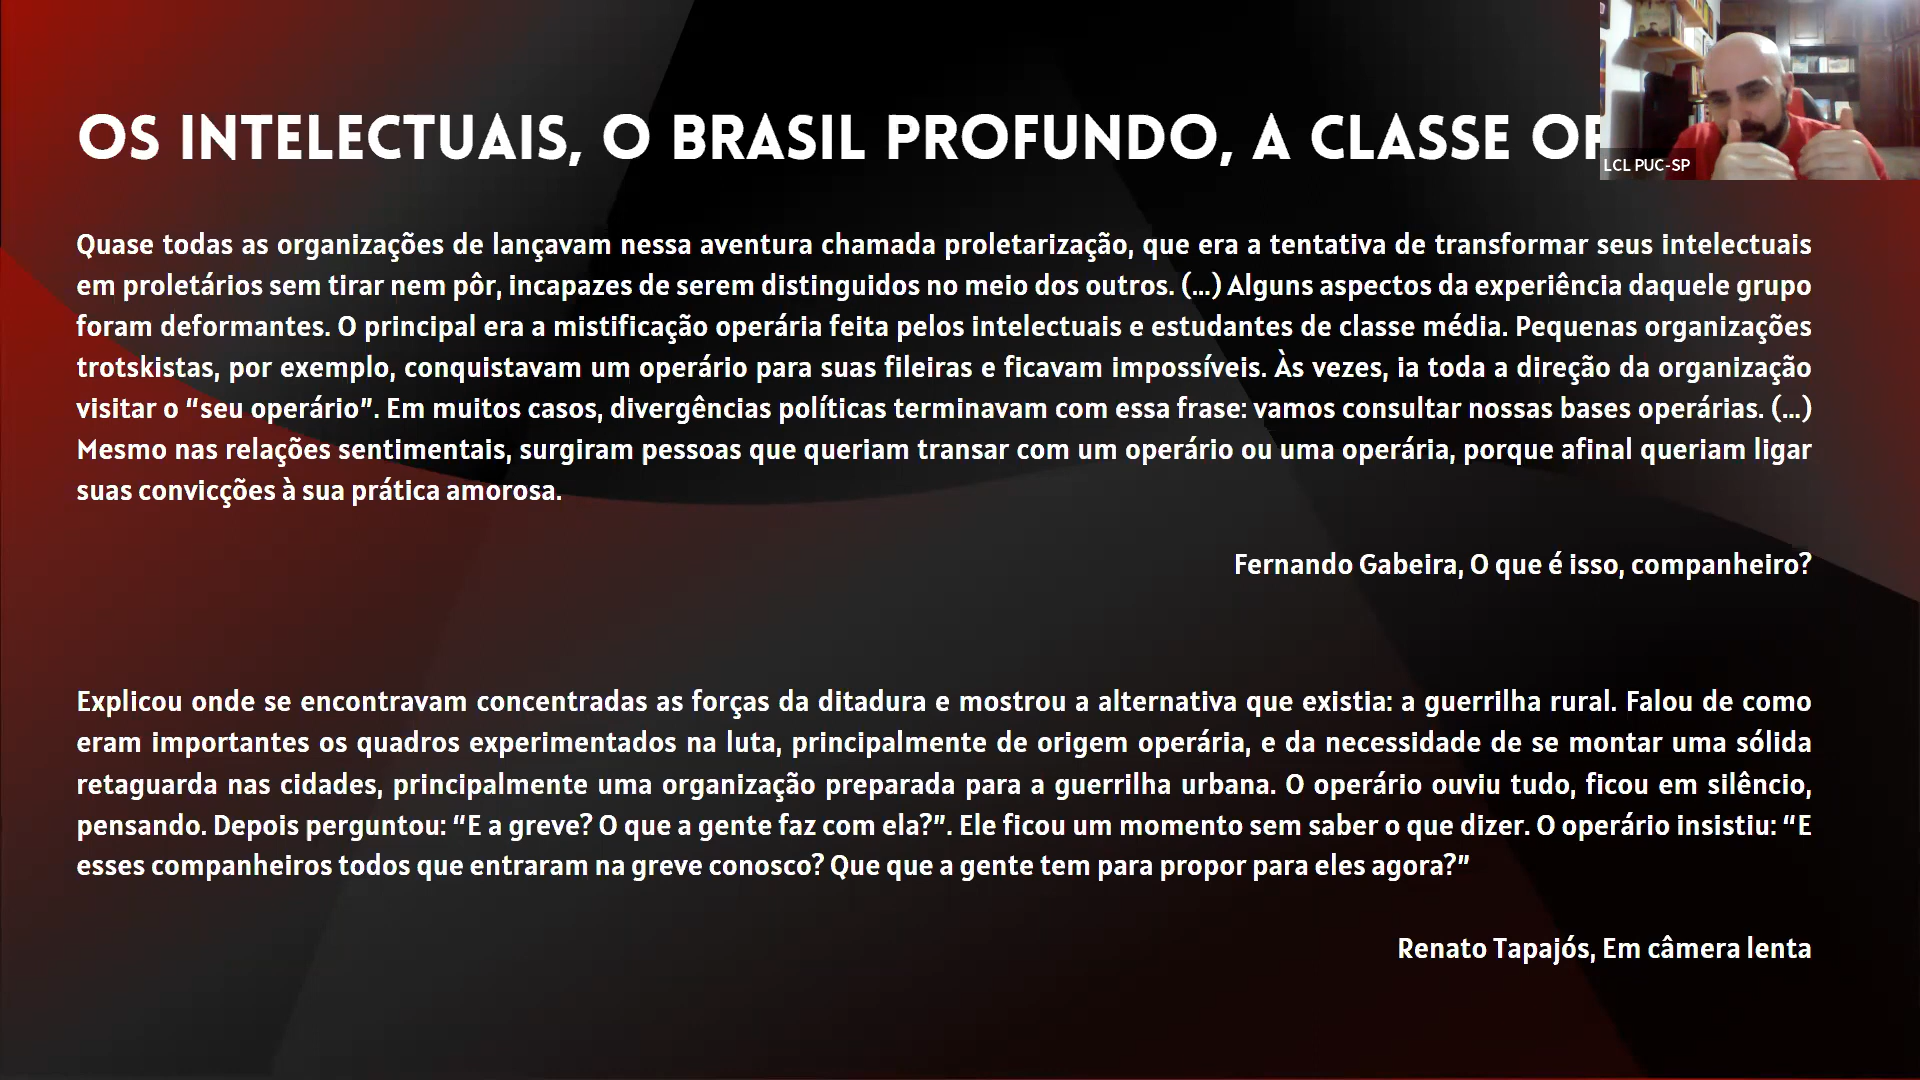 OS INTELECTUAIS, O BRASIL PROFUNDO, A CLASSE
LCL PUC-SP
Quase todas as organizações de lançavam nessa aventura chamada proletarização, que era a tentativa de transformar seus intelectuais
em proletários sem tirar nem pôr, incapazes de serem distinguidos no meio dos outros. (...) Alguns aspectos da experiência daquele grupo
foram deformantes. O principal era a mistificação operária feita pelos intelectuais e estudantes de classe média. Pequenas organizações
trotskistas, por exemplo, conquistavam um operário para suas fileiras e ficavam impossíveis. Às vezes, ia toda a direção da organização
visitar o “seu operário”. Em muitos casos, divergências políticas terminavam com essa frase: vamos consultar nossas bases operárias. (...)
Mesmo nas relações sentimentais, surgiram pessoas que queriam transar com um operário ou uma operária, porque afinal queriam ligar
suas convicções à sua prática amorosa.
Fernando Gabeira, O que é isso, companheiro?
Explicou onde se encontravam concentradas as forças da ditadura e mostrou a alternativa que existia: a guerrilha rural. Falou de como
eram importantes os quadros experimentados na luta, principalmente de origem operária, e da necessidade de se montar uma sólida
retaguarda nas cidades, principalmente uma organização preparada para a guerrilha urbana. O operário ouviu tudo, ficou em silêncio,
pensando. Depois perguntou: “E a greve? O que a gente faz com ela?”. Ele ficou um momento sem saber o que dizer. O operário insistiu: “E
esses companheiros todos que entraram na greve conosco? Que que a gente tem para propor para eles agora?”
Renato Tapajós, Em câmera lenta